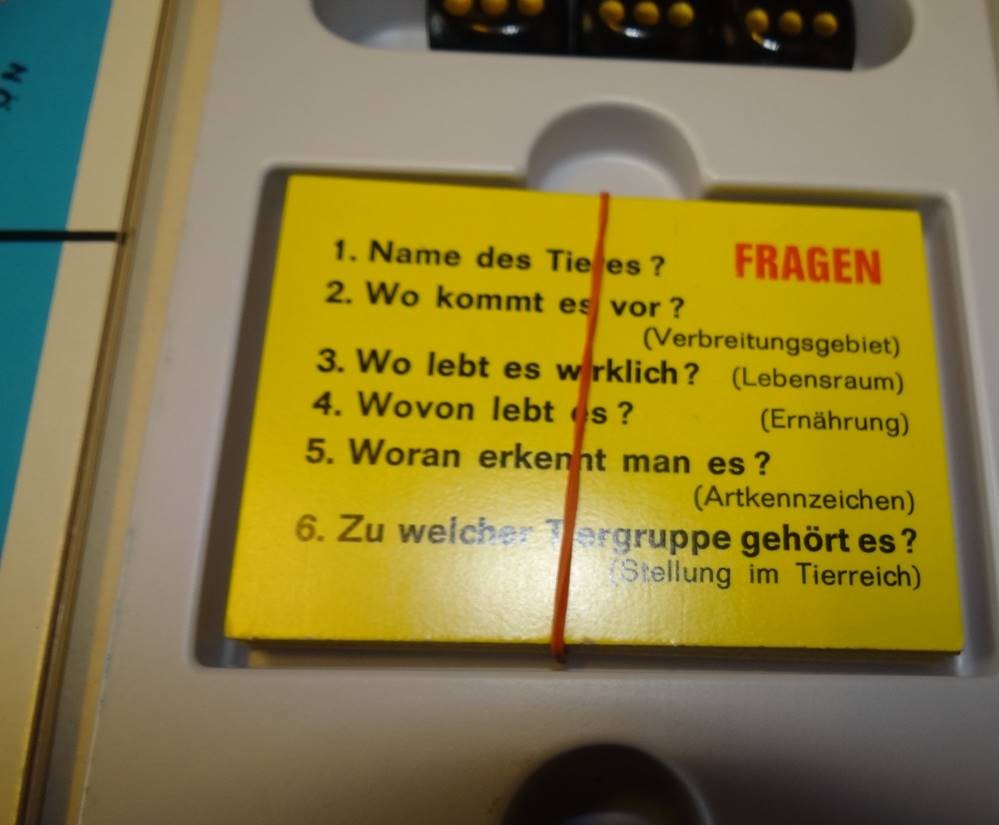 FRAGEN
1. Name des Tieres ?
2. Wo kommt es vor ?
(Verbreitungsgebiet)
3. Wo lebt es wirklich ? (Lebensraum)
4. Wovon lebt es ? (Ernährung)
5. Woran erkennt man es ?
(Artkennzeichen)
6. Zu welcher Tiergruppe gehört es ?
(Stellung im Tierreich)